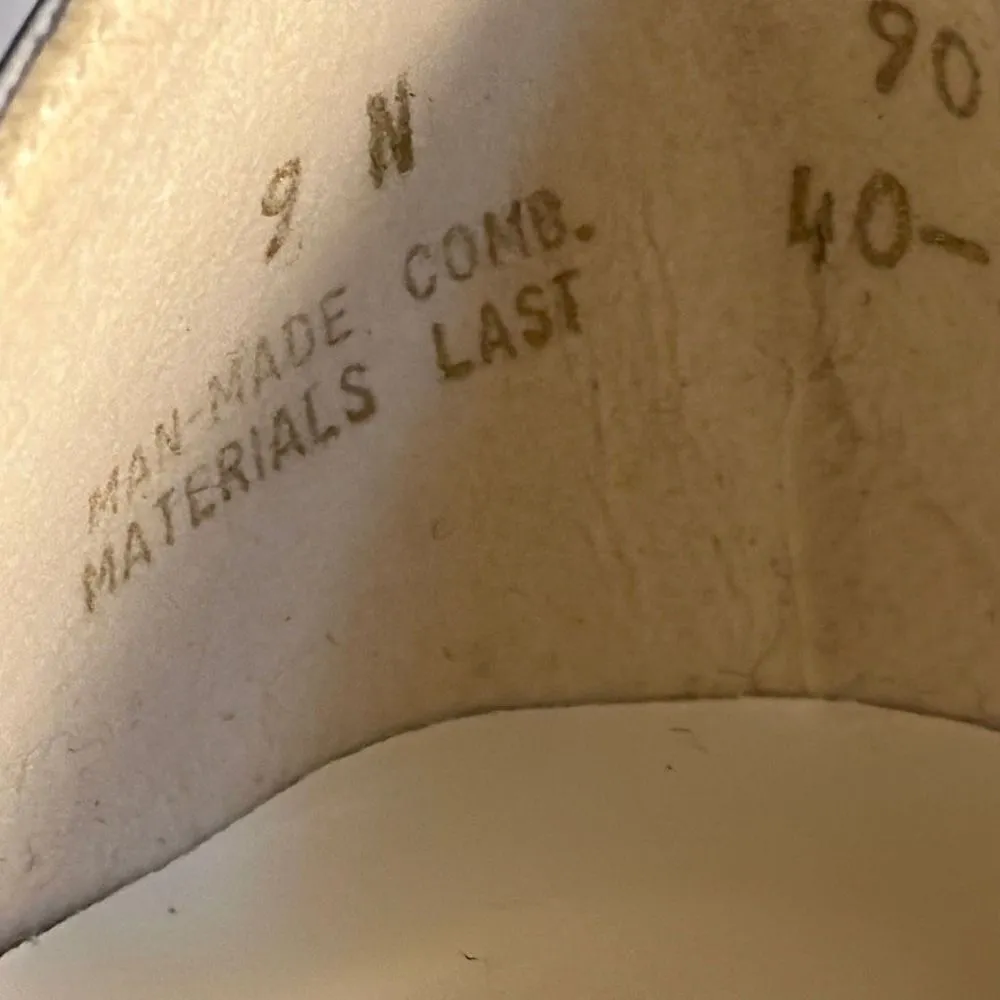 9 N
MAN-MADE COMB.
MATERIALS LAST
90
40-